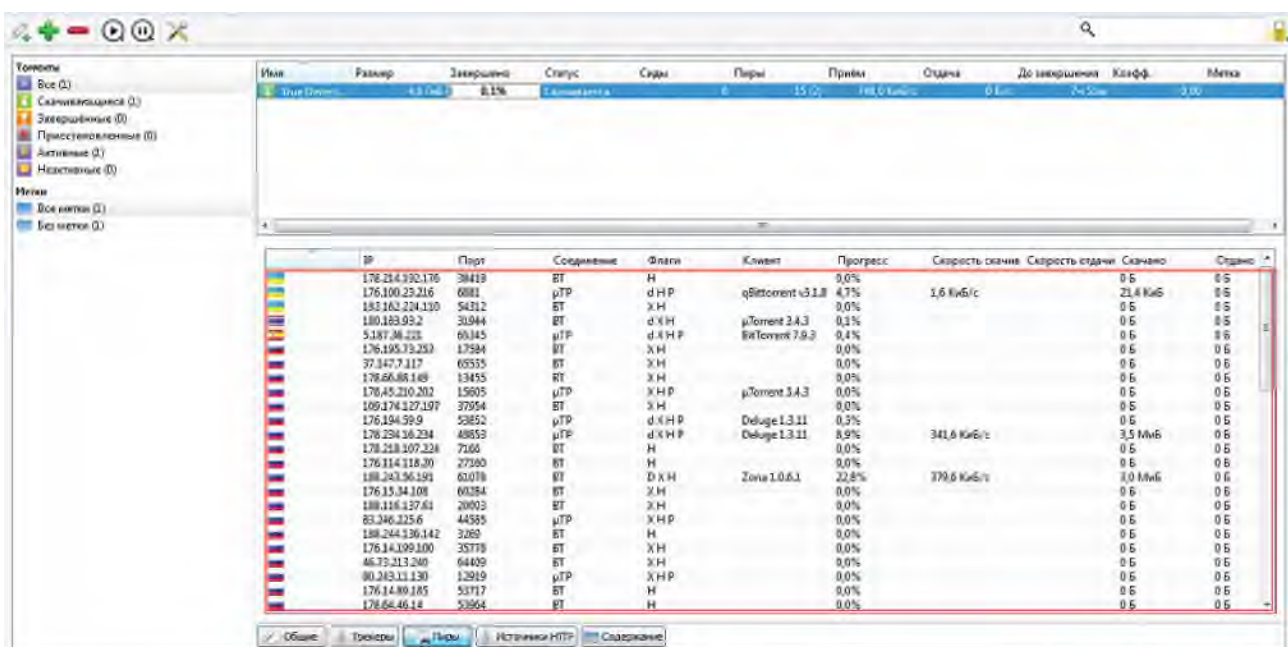 Торренты
Все (1)
Скачивающиеся (1)
Завершённые (0)
Приостановленные (0)
Активные (1)
Неактивные (0)
Метки
Все метки (1)
Без метки (1)
Имя Размер Завершено Статус Сиды Пиры Приём Отдача До завершения Коэфф. Метка
0,1% Скачивается 0 15 (2)
IP Порт Соединение Флаги Клиент Прогресс Скорость скачив Скорость отдачи Скачано Отдано
178.214.192.176 38418 BT H 0,0% 0 Б 0 Б
176.100.23.216 6881 μTP d H P qBittorrent v3.1.8 4,7% 1,6 КиБ/с 21,4 КиБ 0 Б
193.162.224.110 54312 BT X H 0,0% 0 Б 0 Б
180.183.93.2 31944 BT d X H μTorrent 3.4.3 0,1% 0 Б 0 Б
5.187.38.221 65345 μTP d X H P BitTorrent 7.9.3 0,4% 0 Б 0 Б
176.195.73.253 17584 BT X H 0,0% 0 Б 0 Б
37.147.7.117 65535 BT X H 0,0% 0 Б 0 Б
178.66.88.149 13455 BT X H 0,0% 0 Б 0 Б
178.45.210.202 15605 μTP X H P μTorrent 3.4.3 0,0% 0 Б 0 Б
109.174.127.197 37954 BT X H 0,0% 0 Б 0 Б
176.194.59.9 53852 μTP d X H P Deluge 1.3.11 0,3% 0 Б 0 Б
178.234.16.234 49853 μTP d X H P Deluge 1.3.11 8,9% 341,6 КиБ/с 3,5 МиБ 0 Б
178.218.107.224 7166 BT H 0,0% 0 Б 0 Б
176.114.118.20 27160 BT H 0,0% 0 Б 0 Б
188.243.56.191 61078 BT D X H Zona 1.0.6.1 22,8% 379,6 КиБ/с 3,0 МиБ 0 Б
176.15.34.108 60284 BT X H 0,0% 0 Б 0 Б
188.116.137.61 20003 BT X H 0,0% 0 Б 0 Б
83.246.225.6 44585 μTP X H P 0,0% 0 Б 0 Б
188.244.136.142 3269 BT H 0,0% 0 Б 0 Б
176.14.199.100 35778 BT X H 0,0% 0 Б 0 Б
46.73.213.240 64409 BT X H 0,0% 0 Б 0 Б
80.243.11.130 12919 μTP X H P 0,0% 0 Б 0 Б
176.14.80.185 53717 BT H 0,0% 0 Б 0 Б
178.64.46.14 53964 BT H 0,0% 0 Б 0 Б
Общие Трекеры Пиры Источники HTTP Содержание